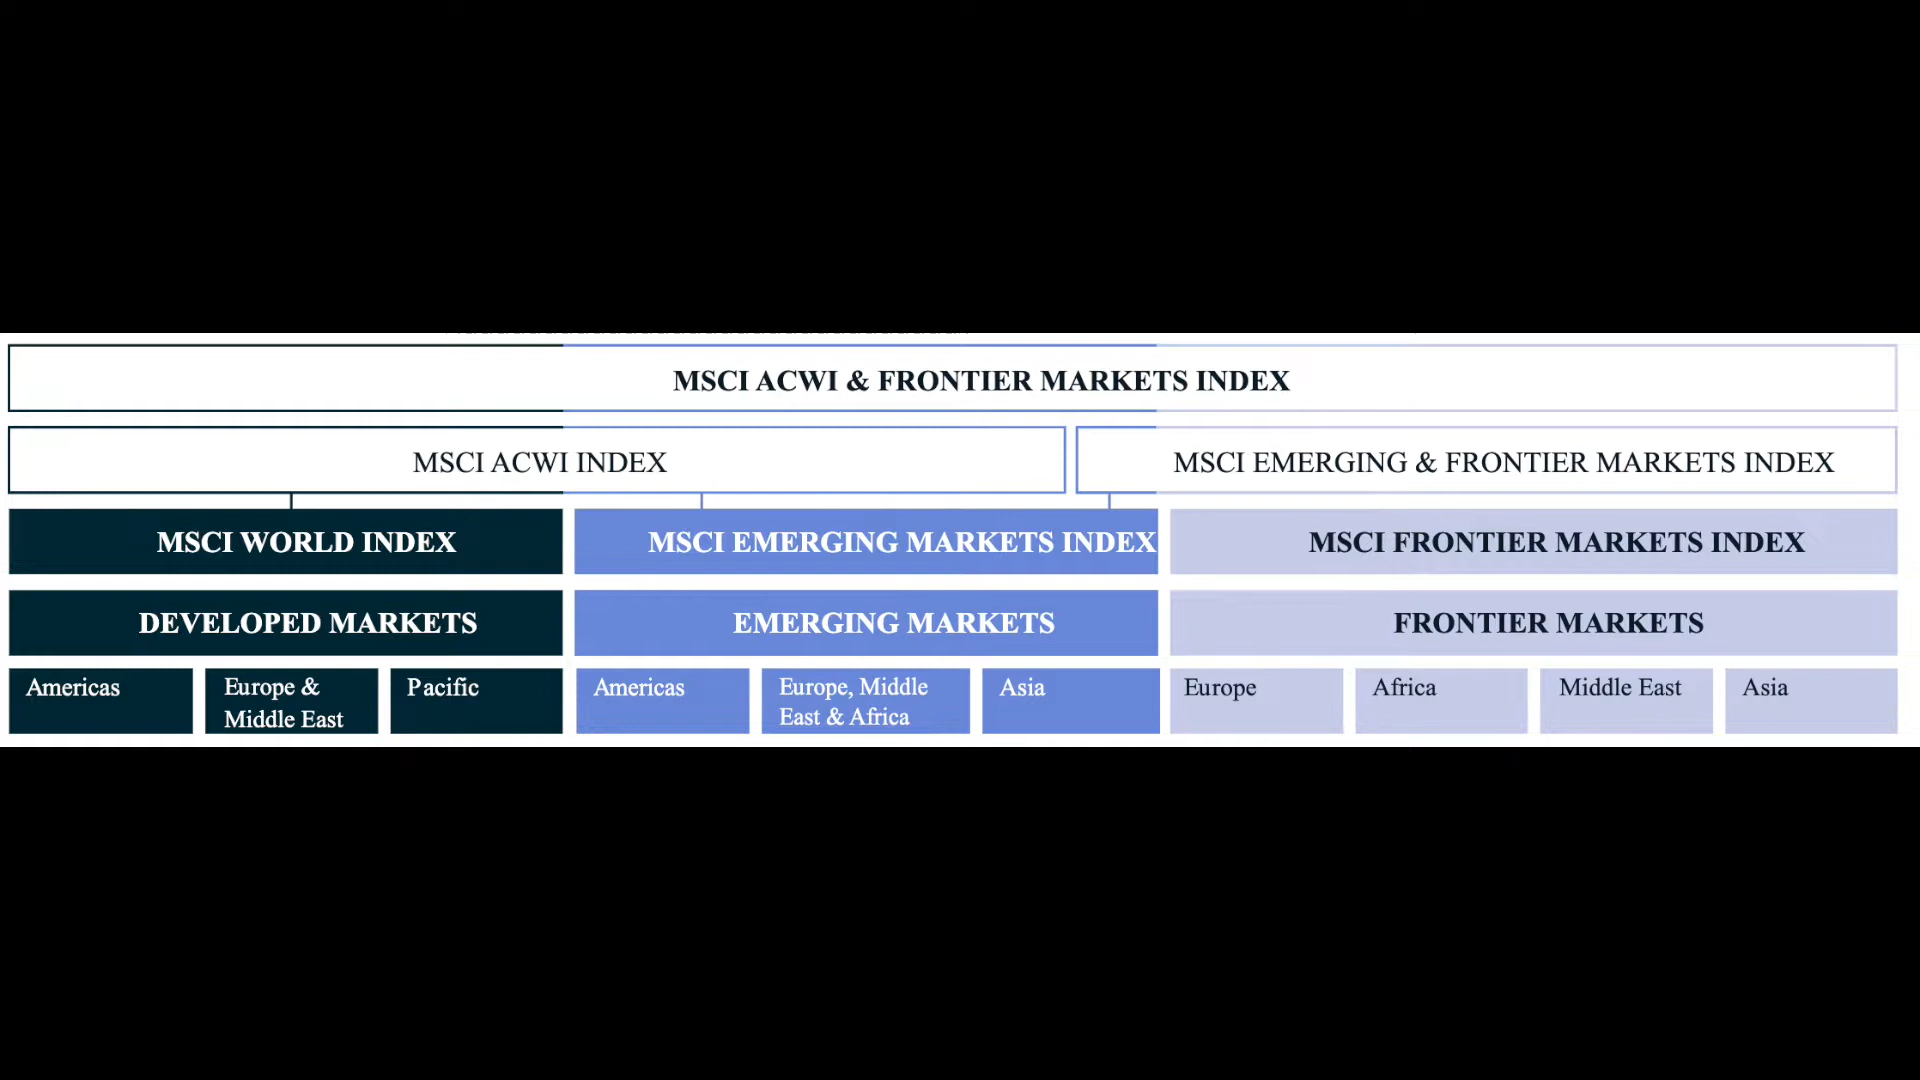 MSCI ACWI & FRONTIER MARKETS INDEX
MSCI ACWI INDEX
MSCI EMERGING & FRONTIER MARKETS INDEX
MSCI WORLD INDEX
MSCI EMERGING MARKETS INDEX
MSCI FRONTIER MARKETS INDEX
DEVELOPED MARKETS
EMERGING MARKETS
FRONTIER MARKETS
Americas
Europe &
Middle East
Pacific
Americas
Europe, Middle
East & Africa
Asia
Europe
Africa
Middle East
Asia